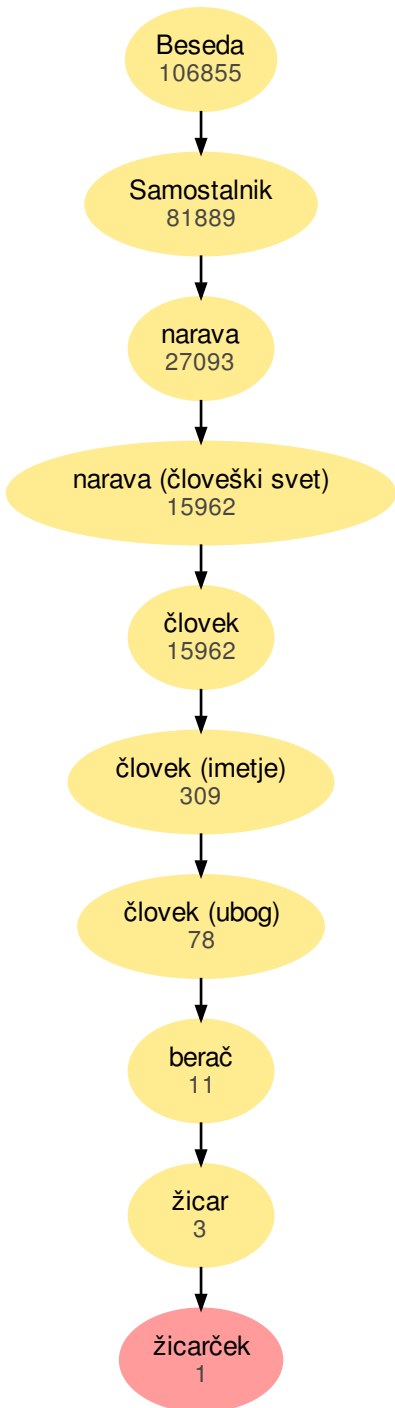 Beseda
106855
Samostalnik
81889
narava
27093
narava (človeški svet)
15962
človek
15962
človek (imetje)
309
človek (ubog)
78
berač
11
žicar
3
žicarček
1